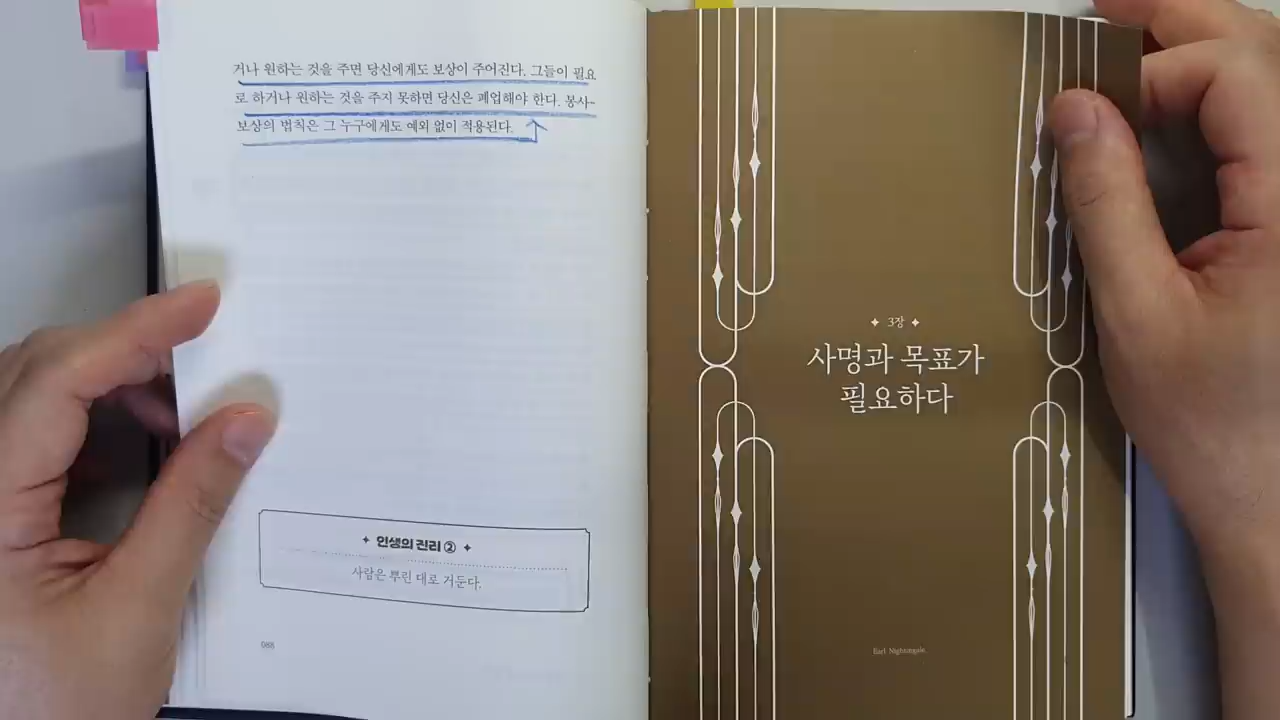 거나 원하는 것을 주면 당신에게도 보상이 주어진다. 그들이 필요
로 하거나 원하는 것을 주지 못하면 당신은 폐업해야 한다. 봉사-
보상의 법칙은 그 누구에게도 예외 없이 적용된다.
인생의 진리 ②
사람은 뿌린 대로 거둔다.
088
3장
사명과 목표가
필요하다
Earl Nightingale